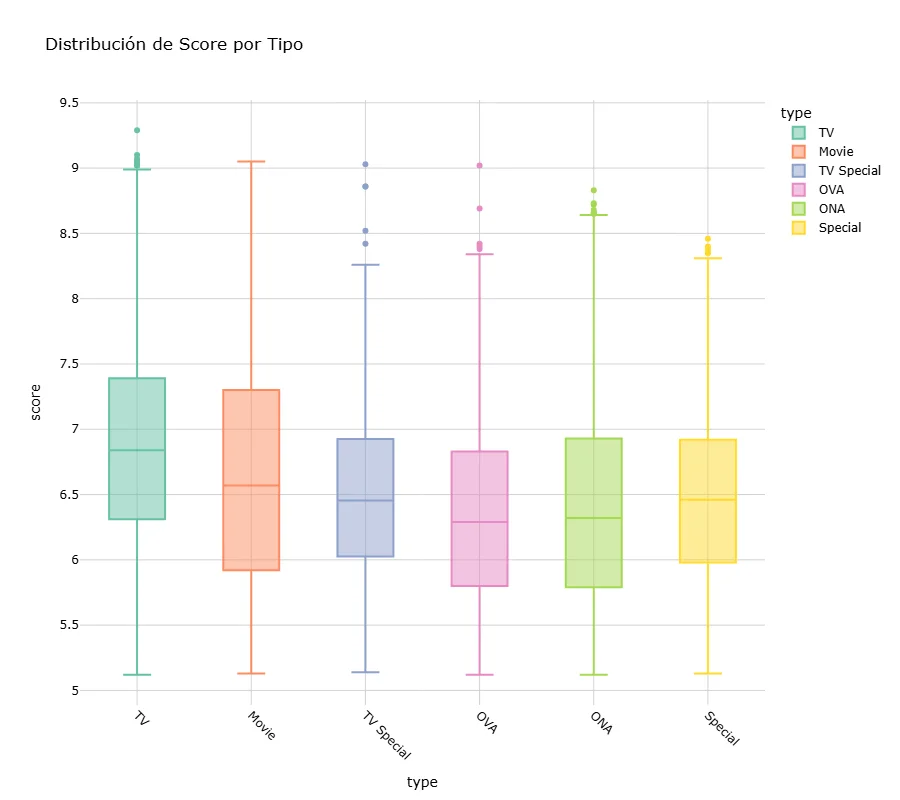 Distribución de Score por Tipo
type
TV
Movie
TV Special
OVA
ONA
Special
score
9.5
9
8.5
8
7.5
7
6.5
6
5.5
5
TV
Movie
TV Special
OVA
ONA
Special
type